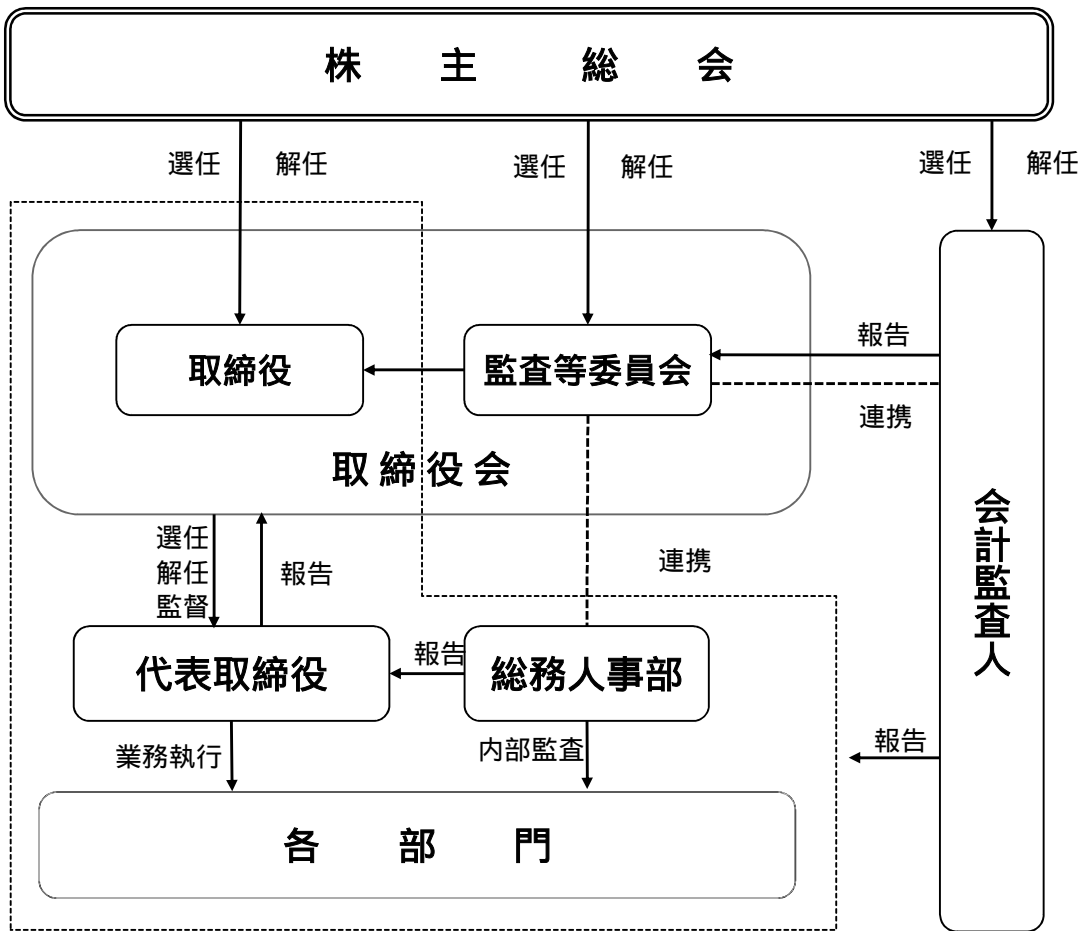 株 主 総 会
選任 解任
選任 解任
選任 解任
報告
取締役
監査等委員会
連携
取締役会
会計監査人
選任
解任
監督
報告
連携
代表取締役
報告
総務人事部
業務執行
内部監査
報告
各 部 門